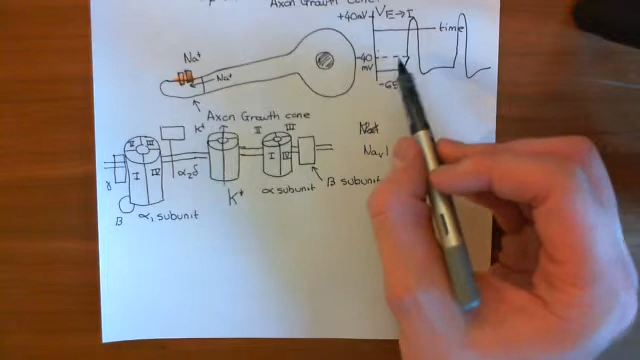 Axon Growth Cone
+40mV
VE→I
time
-40
mV
-65
Na+
Na+
Axon Growth cone
K+
II
III
I
IV
II
III
I
IV
γ
α2δ
β
α1 subunit
K+
α subunit
β subunit
Nav1